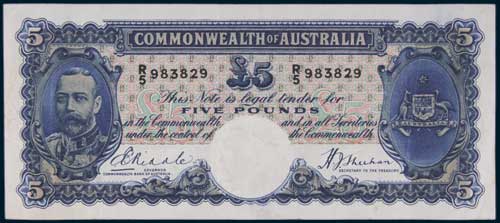 5 COMMONWEALTH OF AUSTRALIA 5
R/5 983829 £5 R/5 983829
This Note is legal tender for
FIVE POUNDS
in the Commonwealth and in all Territories
under the control of the Commonwealth.
E Riddle H J Sheehan
GOVERNOR SECRETARY TO THE TREASURY
COMMONWEALTH BANK OF AUSTRALIA
5 5